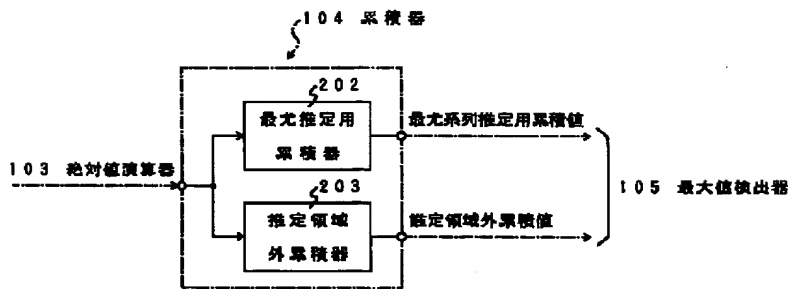 104 累積器
202
最尤推定用
累積器
最尤系列推定用累積値
103 絶対値演算器
203
推定領域
外累積器
推定領域外累積値
105 最大値検出器